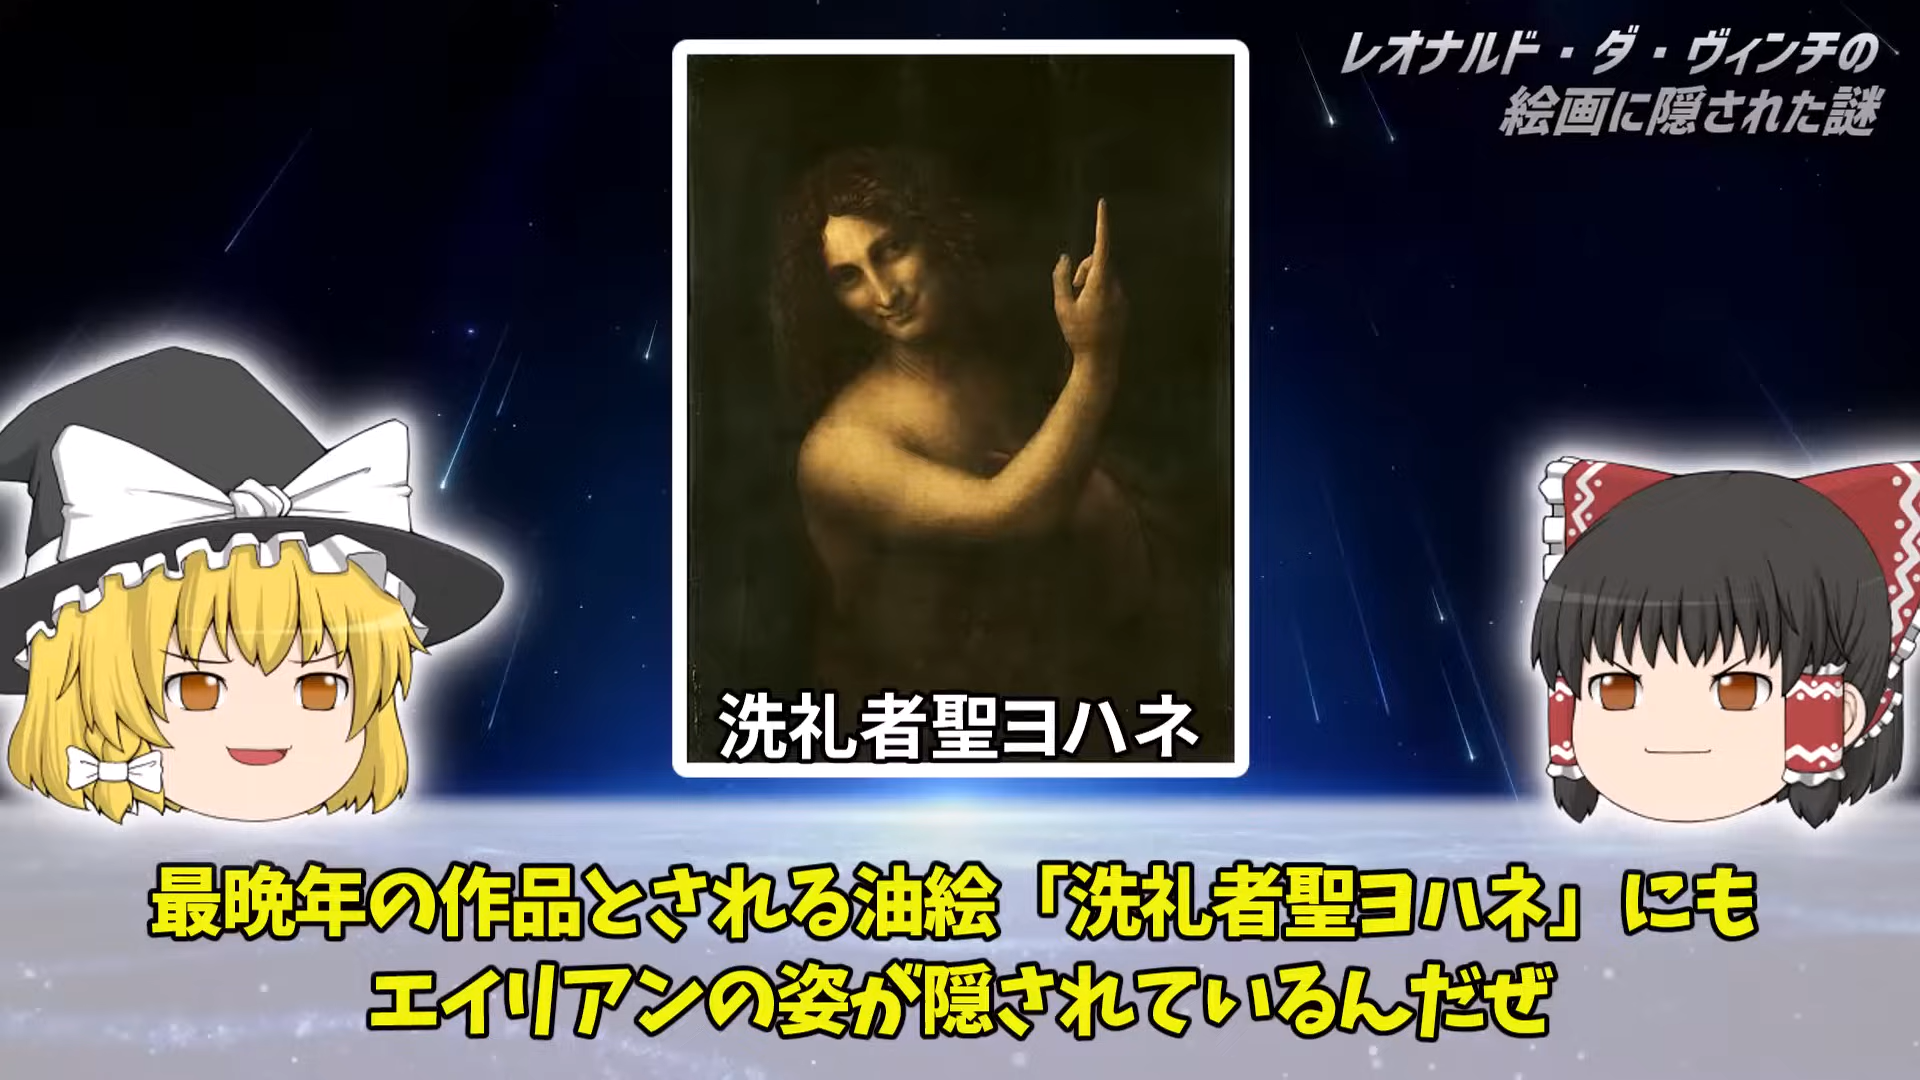 レオナルド・ダ・ヴィンチの
絵画に隠された謎
洗礼者聖ヨハネ
最晩年の作品とされる油絵「洗礼者聖ヨハネ」にも
エイリアンの姿が隠されているんだぜ